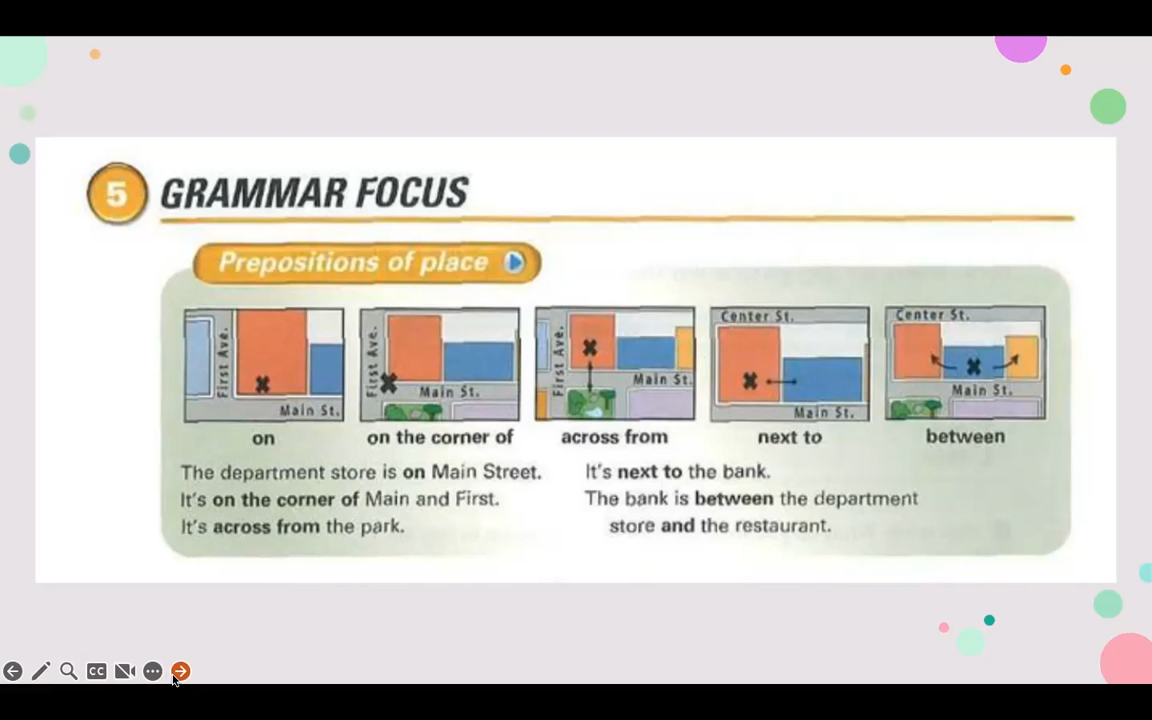 5 GRAMMAR FOCUS
Prepositions of place
First Ave.
Main St.
on
First Ave.
Main St.
on the corner of
First Ave.
Main St.
across from
Center St.
Main St.
next to
Center St.
Main St.
between
The department store is on Main Street.
It's on the corner of Main and First.
It's across from the park.
It's next to the bank.
The bank is between the department
store and the restaurant.
CC